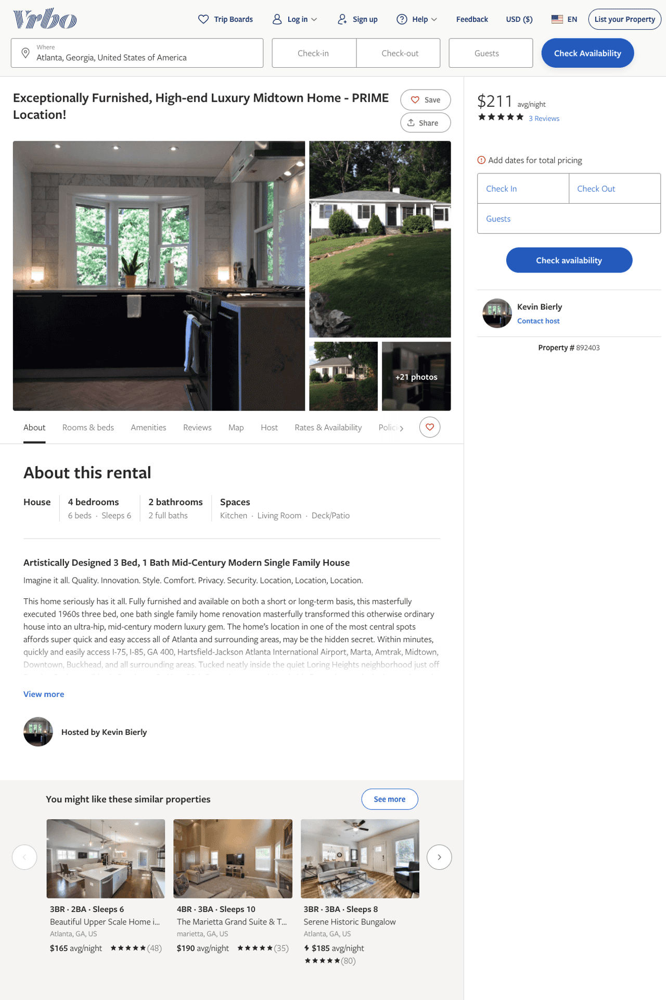 Vrbo
Trip Boards
Log in
Sign up
Help
Feedback
USD ($)
EN
List your Property
Where
Atlanta, Georgia, United States of America
Check-in
Check-out
Guests
Check Availability
Exceptionally Furnished, High-end Luxury Midtown Home - PRIME
Location!
Save
Share
+21 photos
$211 avg/night
3 Reviews
Add dates for total pricing
Check In
Check Out
Guests
Check availability
Kevin Bierly
Contact host
Property # 892403
About
Rooms & beds
Amenities
Reviews
Map
Host
Rates & Availability
About this rental
House
4 bedrooms
6 beds · Sleeps 6
2 bathrooms
2 full baths
Spaces
Kitchen · Living Room · Deck/Patio
Artistically Designed 3 Bed, 1 Bath Mid-Century Modern Single Family House
Imagine it all. Quality. Innovation. Style. Comfort. Privacy. Security. Location, Location, Location.
This home seriously has it all. Fully furnished and available on both a short or long-term basis, this masterfully
executed 1960s three bed, one bath single family home renovation masterfully transformed this otherwise ordinary
house into an ultra-hip, mid-century modern luxury gem. The home’s location in one of the most central spots
affords super quick and easy access all of Atlanta and surrounding areas, may be the hidden secret. Within minutes,
quickly and easily access I-75, I-85, GA 400, Hartsfield-Jackson Atlanta International Airport, Marta, Amtrak, Midtown,
Downtown, Buckhead, and all surrounding areas. Tucked neatly inside the quiet Loring Heights neighborhood just off
View more
Hosted by Kevin Bierly
You might like these similar properties
See more
3BR · 2BA · Sleeps 6
Beautiful Upper Scale Home i...
Atlanta, GA, US
$165 avg/night (48)
4BR · 3BA · Sleeps 10
The Marietta Grand Suite & T...
marietta, GA, US
$190 avg/night (35)
3BR · 3BA · Sleeps 8
Serene Historic Bungalow
Atlanta, GA, US
$185 avg/night
(80)